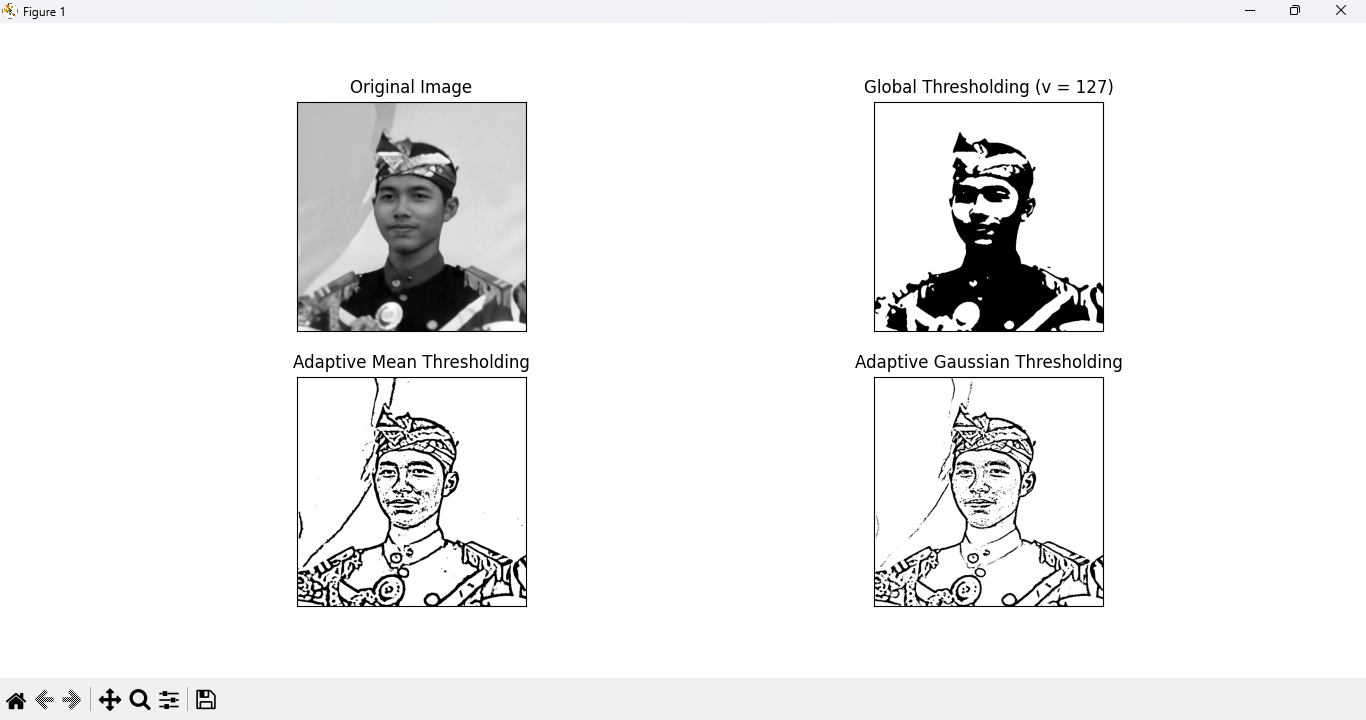 Figure 1
Original Image
Global Thresholding (v = 127)
Adaptive Mean Thresholding
Adaptive Gaussian Thresholding